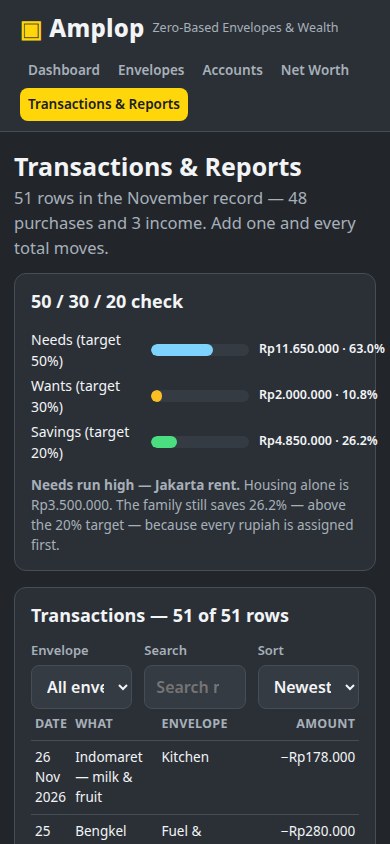 Amplop Zero-Based Envelopes & Wealth
Dashboard Envelopes Accounts Net Worth
Transactions & Reports
Transactions & Reports
51 rows in the November record — 48
purchases and 3 income. Add one and every
total moves.
50 / 30 / 20 check
Needs (target
50%)
Rp11.650.000 · 63.0%
Wants (target
30%)
Rp2.000.000 · 10.8%
Savings (target
20%)
Rp4.850.000 · 26.2%
Needs run high — Jakarta rent. Housing alone is
Rp3.500.000. The family still saves 26.2% — above
the 20% target — because every rupiah is assigned
first.
Transactions — 51 of 51 rows
Envelope Search Sort
All enve Search r Newest
DATE WHAT ENVELOPE AMOUNT
26 Indomaret Kitchen −Rp178.000
Nov — milk &
2026 fruit
25 Bengkel Fuel & −Rp280.000